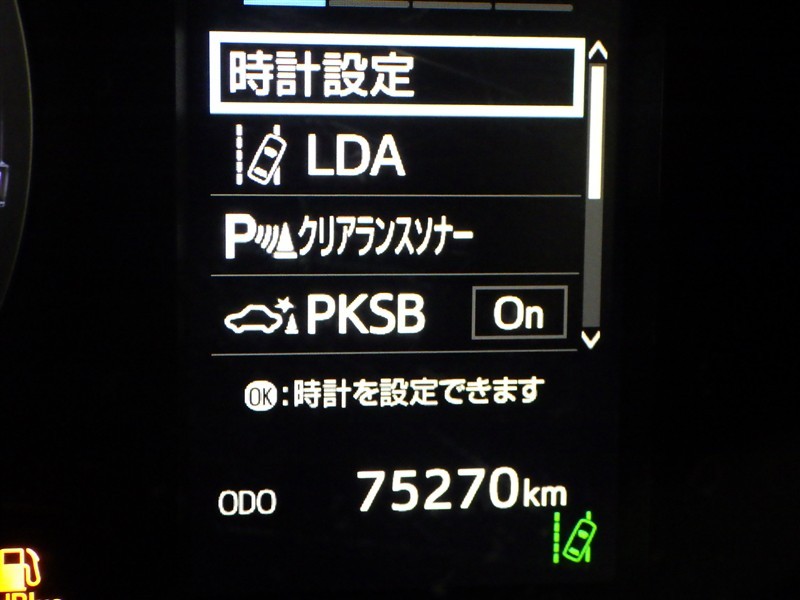 時計設定
LDA
P クリアランスソナー
PKSB On
OK:時計を設定できます
ODO 75270km